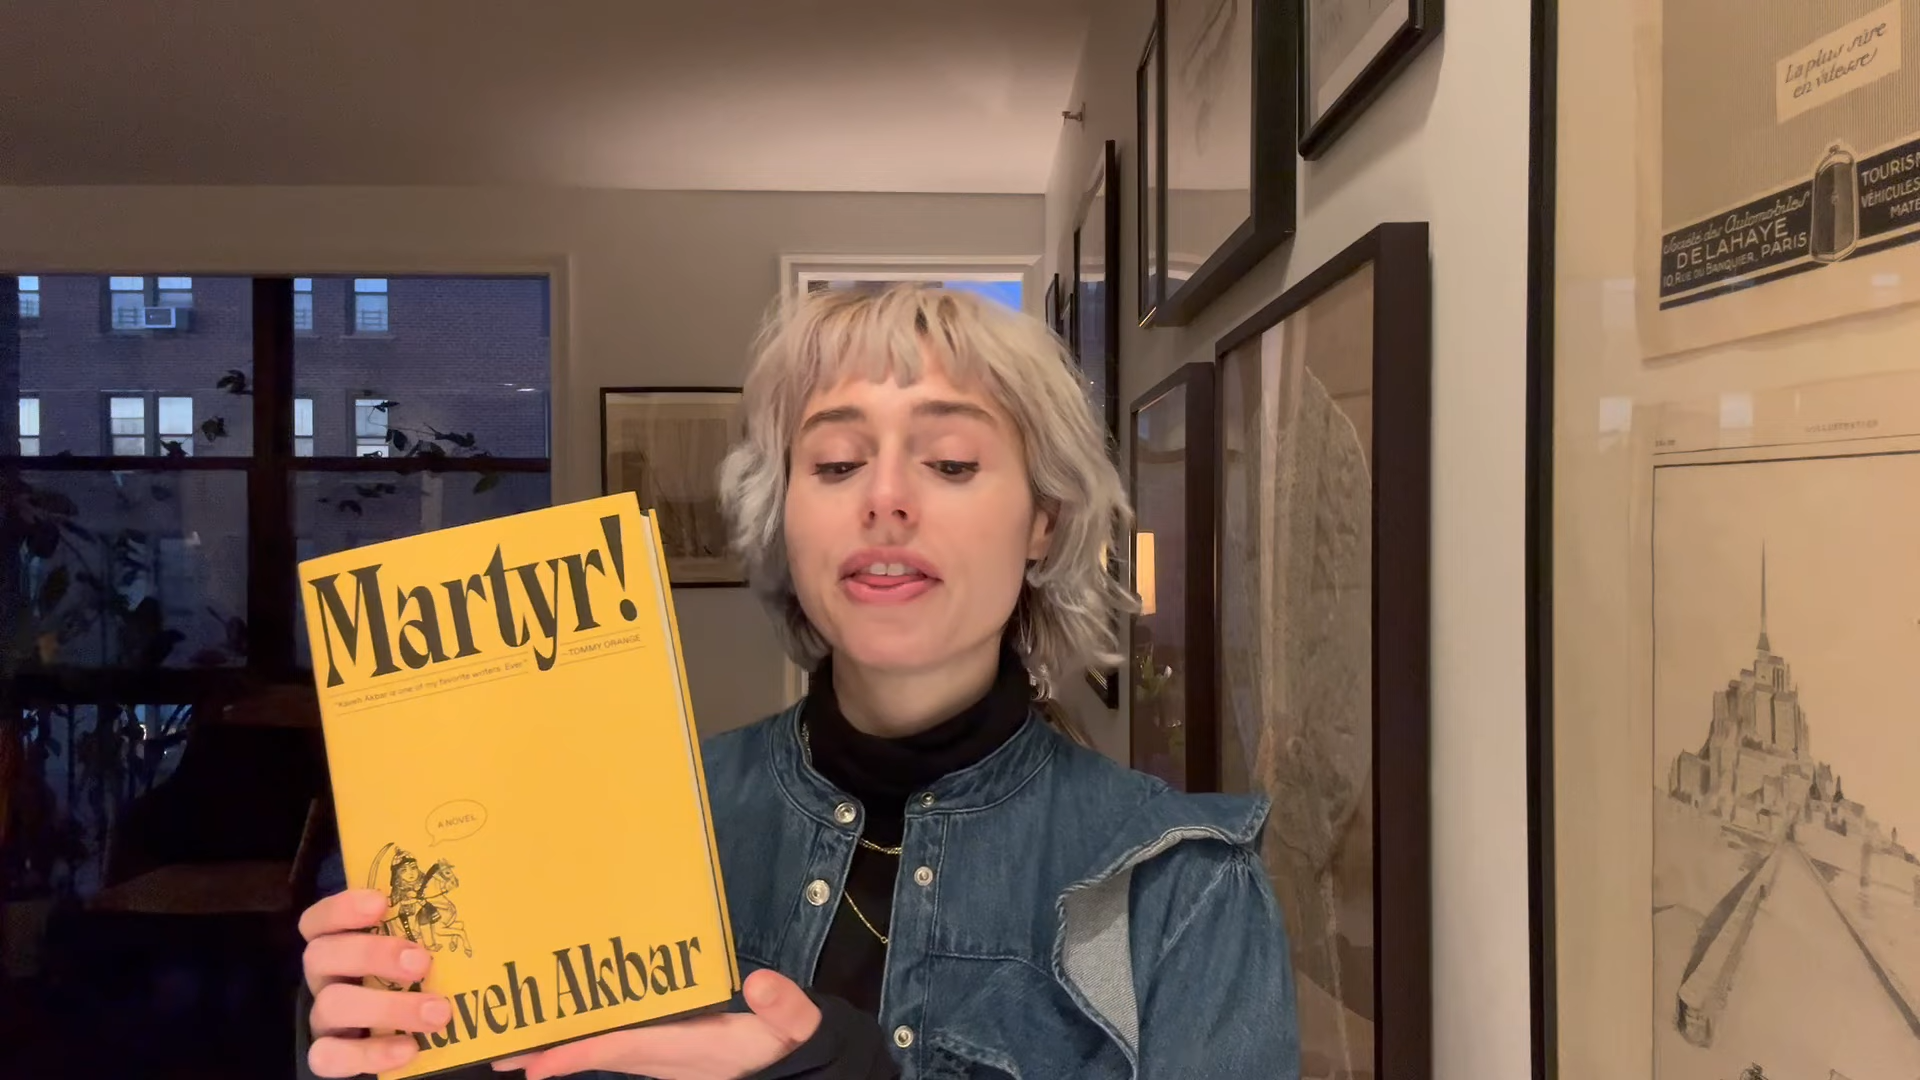 Martyr!
"Kaveh Akbar is one of my favorite writers. Ever." —TOMMY ORANGE
A NOVEL
aveh Akbar
La plus sûre
en vitesse
Société des Automobiles
DELAHAYE
10, RUE DU BANQUIER, PARIS
TOURIS
VÉHICULES
MATE